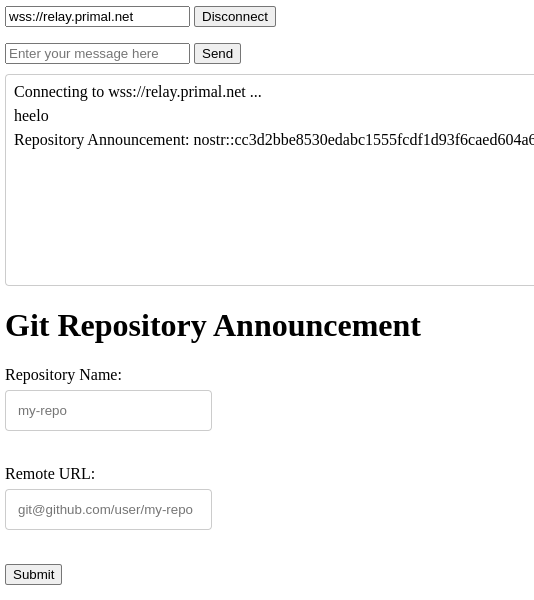 wss://relay.primal.net Disconnect
Enter your message here Send
Connecting to wss://relay.primal.net ...
heelo
Repository Announcement: nostr::cc3d2bbe8530edabc1555fcdf1d93f6caed604a6
Git Repository Announcement
Repository Name:
my-repo
Remote URL:
git@github.com/user/my-repo
Submit